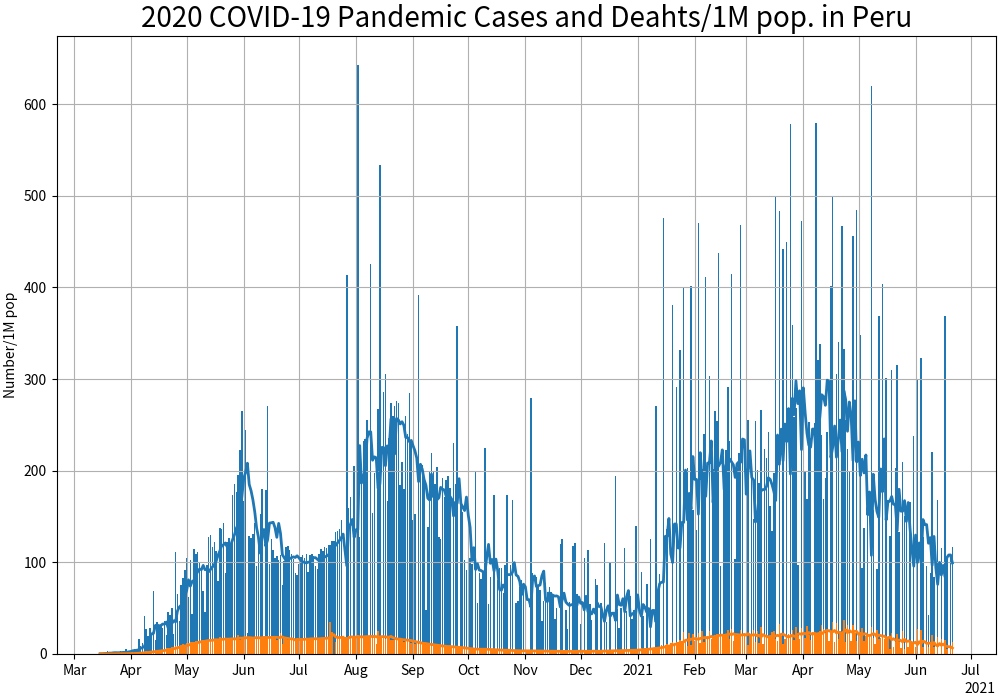 2020 COVID-19 Pandemic Cases and Deahts/1M pop. in Peru
Number/1M pop
600
500
400
300
200
100
0
Mar Apr May Jun Jul Aug Sep Oct Nov Dec 2021 Feb Mar Apr May Jun Jul
2021